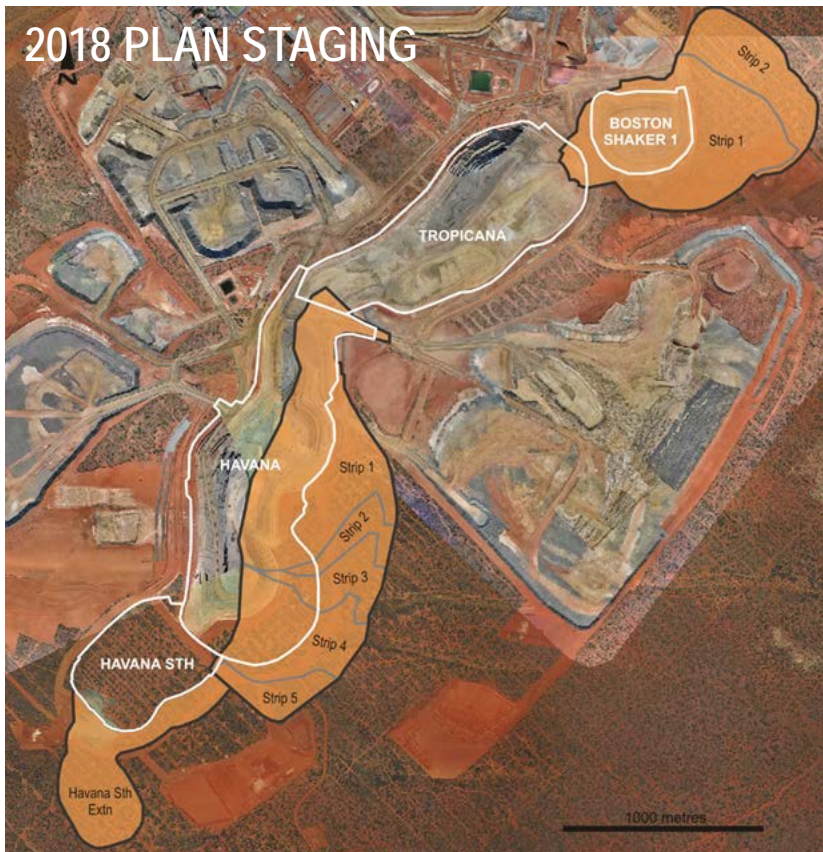 2018 PLAN STAGING
N
Strip 2
BOSTON
SHAKER 1
Strip 1
TROPICANA
HAVANA
Strip 1
Strip 2
Strip 3
Strip 4
HAVANA STH
Strip 5
Havana Sth
Extn
1000 metres